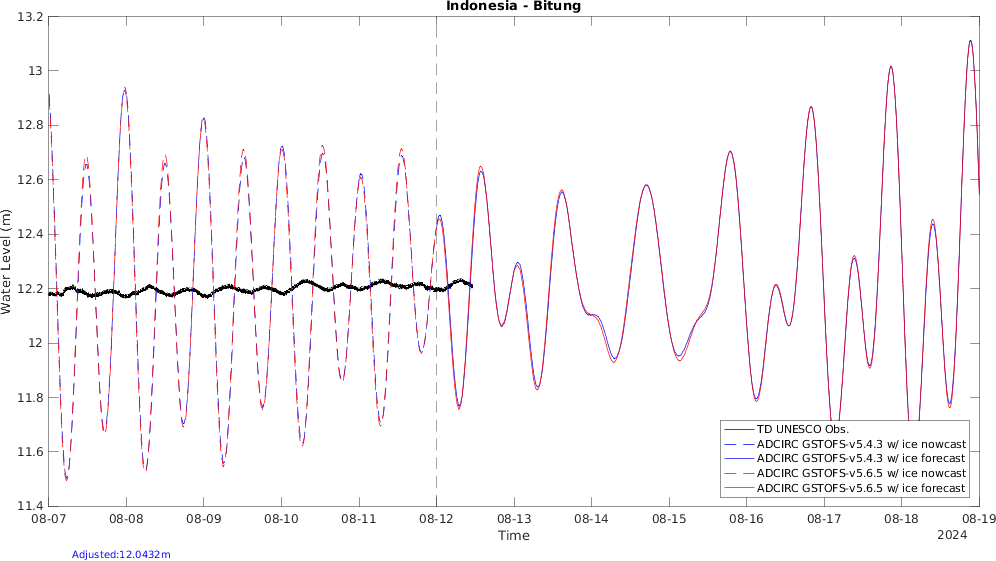 Indonesia - Bitung
13.2
13
12.8
12.6
12.4
12.2
12
11.8
11.6
11.4
Water Level (m)
TD UNESCO Obs.
ADCIRC GSTOFS-v5.4.3 w/ ice nowcast
ADCIRC GSTOFS-v5.4.3 w/ ice forecast
ADCIRC GSTOFS-v5.6.5 w/ ice nowcast
ADCIRC GSTOFS-v5.6.5 w/ ice forecast
08-07 08-08 08-09 08-10 08-11 08-12 08-13 08-14 08-15 08-16 08-17 08-18 08-19
Time
2024
Adjusted:12.0432m